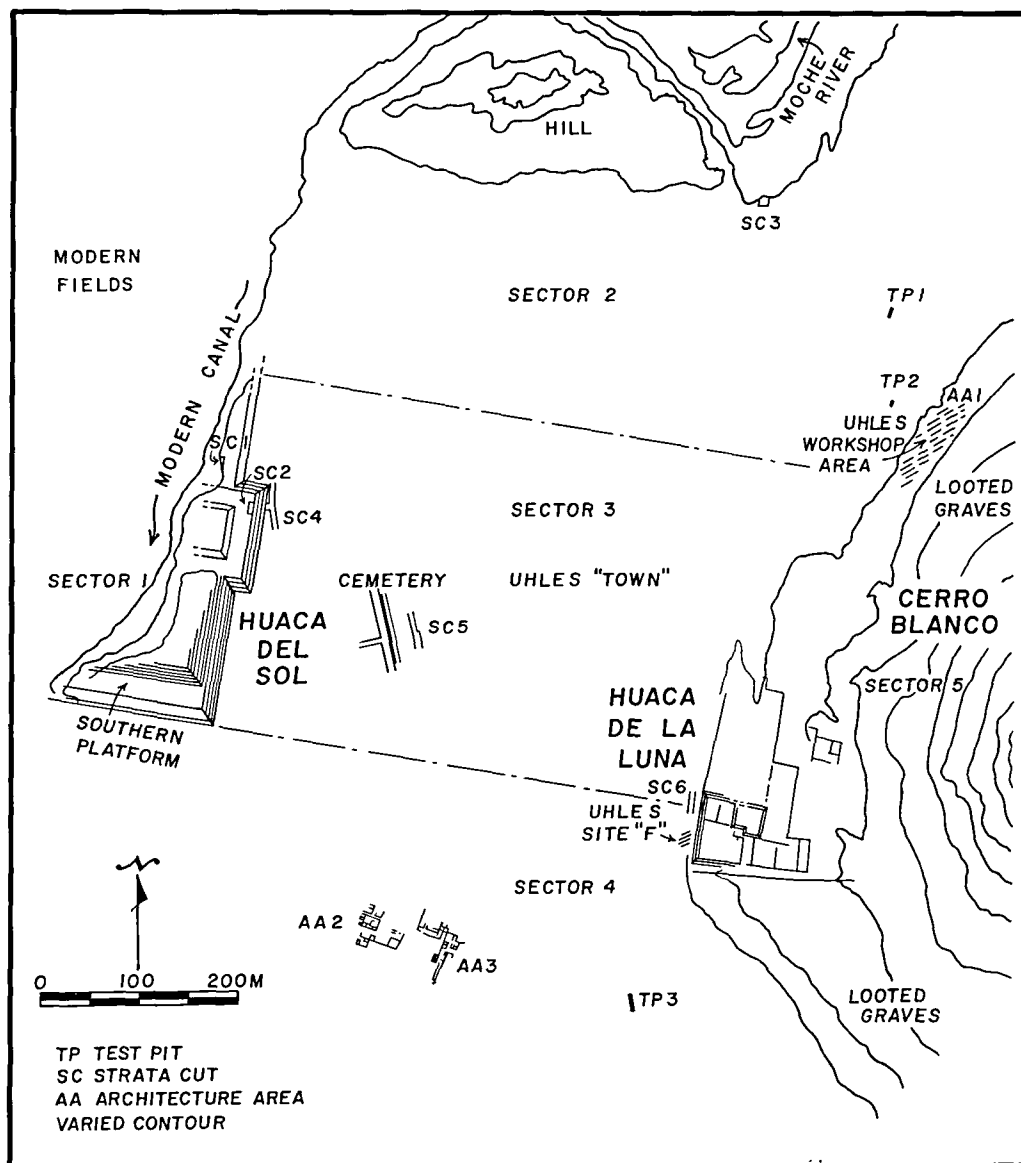 MOCHE
RIVER
HILL
SC3
MODERN
FIELDS
SECTOR 2
TP1
MODERN CANAL
TP2
AA1
UHLES
WORKSHOP
AREA
SC1
SC2
SC4
SECTOR 3
LOOTED
GRAVES
SECTOR 1
CEMETERY
UHLES "TOWN"
CERRO
BLANCO
HUACA
DEL
SOL
SC5
SECTOR 5
SOUTHERN
PLATFORM
HUACA
DE LA
LUNA
SC6
UHLES
SITE "F"
SECTOR 4
N
AA2
AA3
0 100 200M
TP3
LOOTED
GRAVES
TP TEST PIT
SC STRATA CUT
AA ARCHITECTURE AREA
VARIED CONTOUR